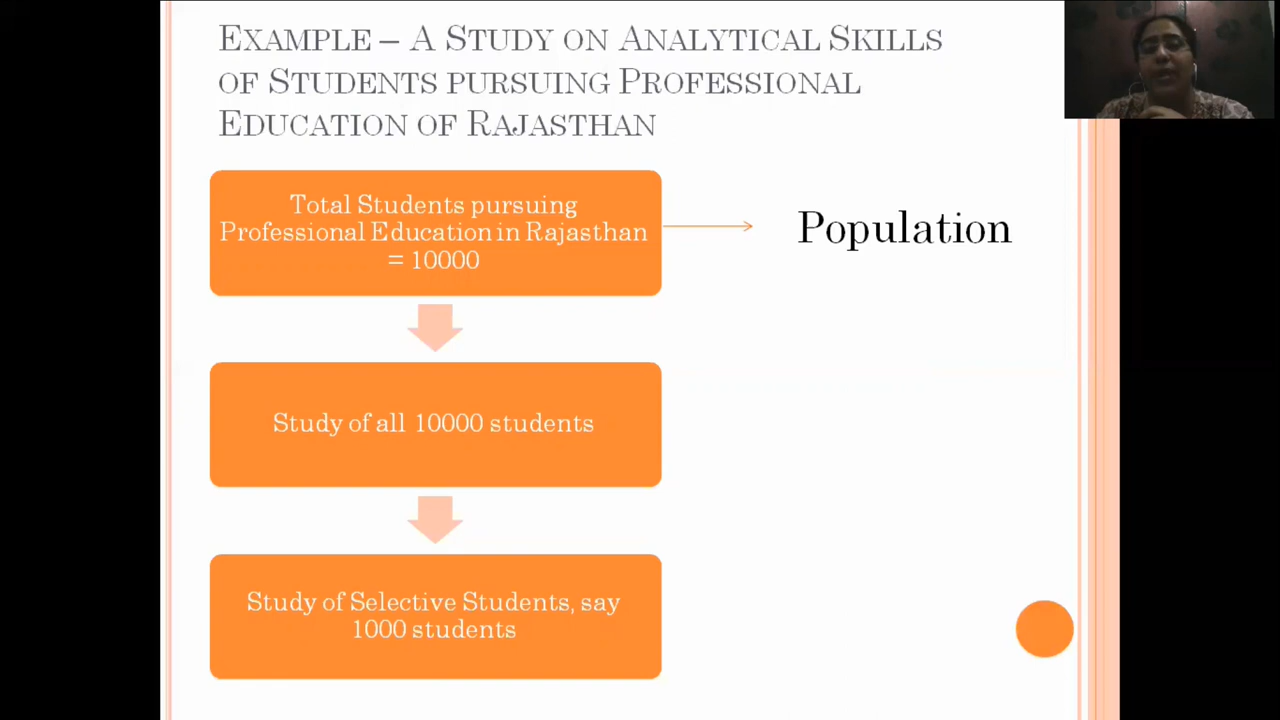 EXAMPLE – A STUDY ON ANALYTICAL SKILLS
OF STUDENTS PURSUING PROFESSIONAL
EDUCATION OF RAJASTHAN
Total Students pursuing
Professional Education in Rajasthan
= 10000
Population
Study of all 10000 students
Study of Selective Students, say
1000 students